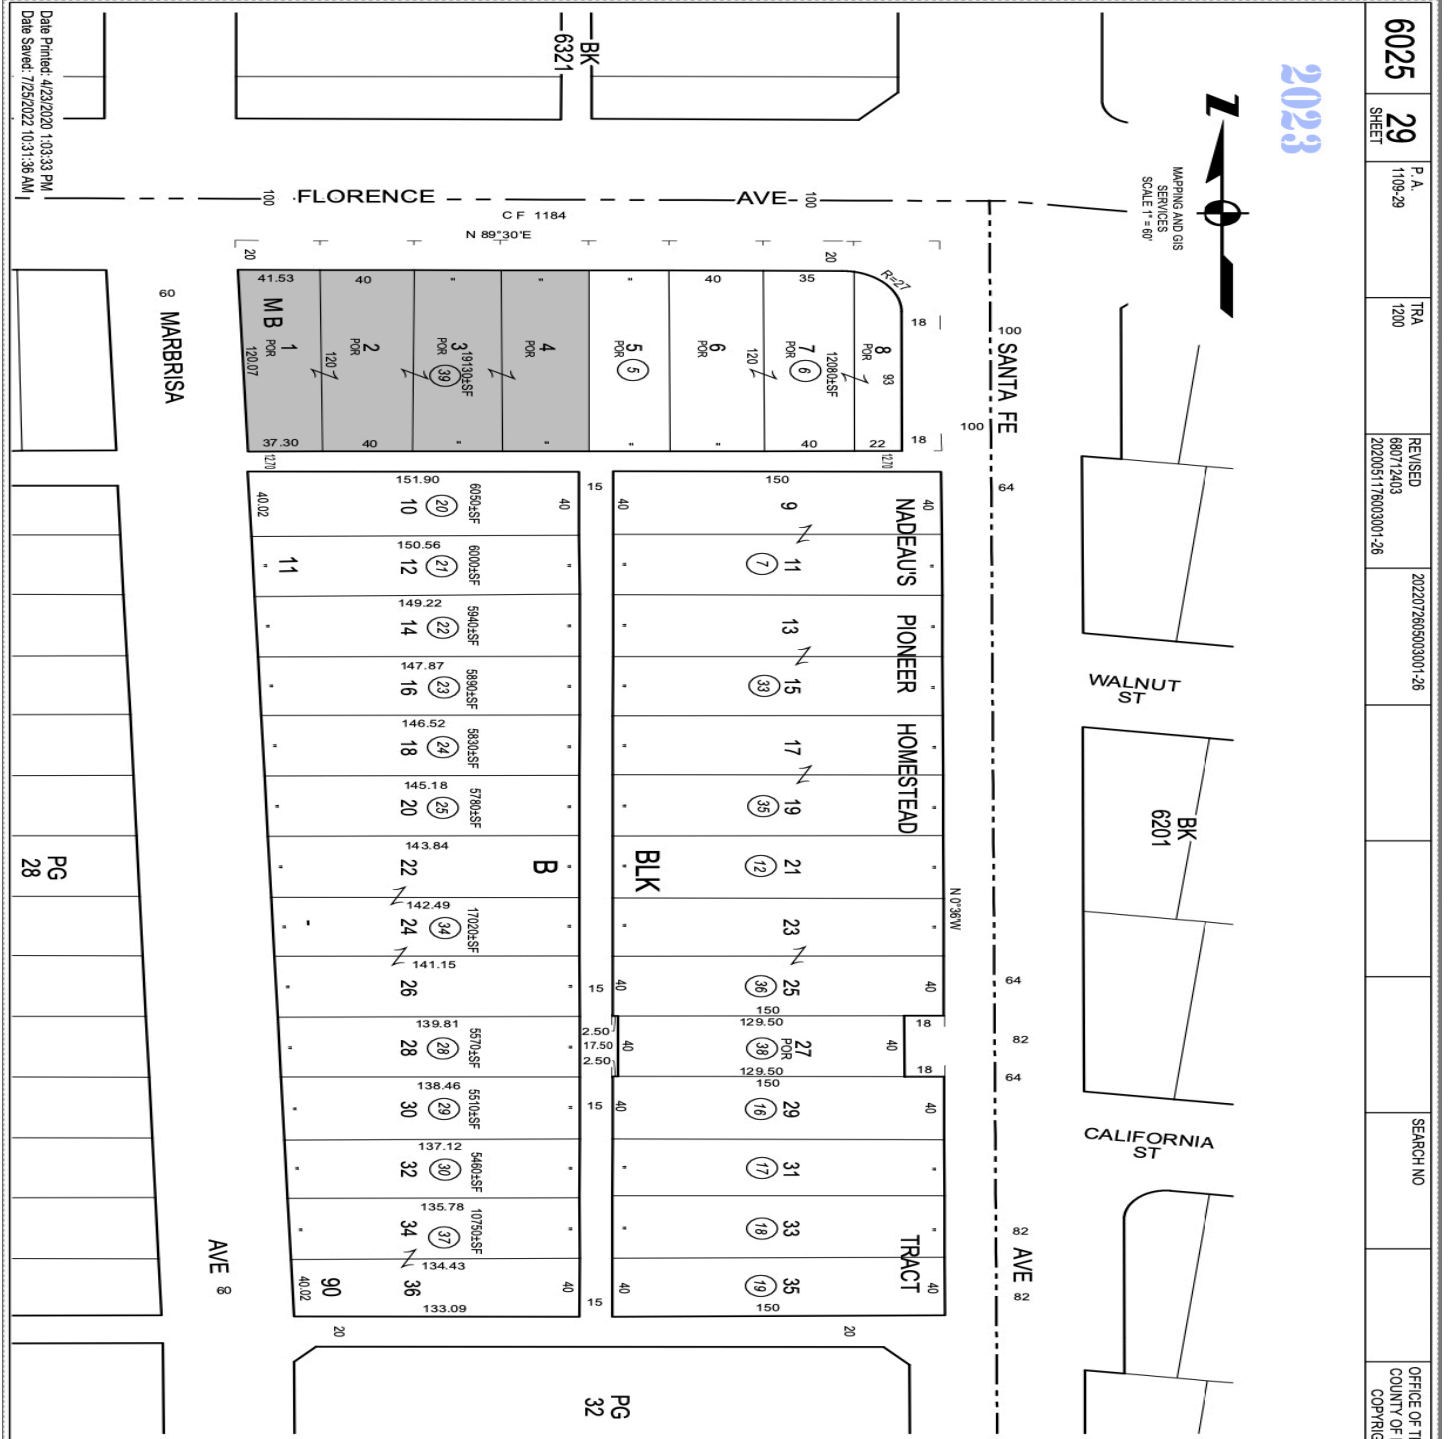 6025
29
SHEET
P. A.
1109-29
TRA
1200
REVISED
680712403
20200511760030​01-26
20220726050030​01-26
SEARCH NO
OFFICE OF T
COUNTY OF
COPYRIG
2023
MAPPING AND GIS
SERVICES
SCALE 1" = 60'
Date Printed: 4/23/2020 1:03:33 PM
Date Saved: 7/25/2022 10:31:36 AM
BK
6321
100 FLORENCE AVE 100
C F 1184
N 89°30'E
20
20
R=27
41.53 40 " " " 40 35
18
M B
1 POR
2 POR
3 POR
4 POR
5 POR
6 POR
7 POR
8 POR
120.07
120
19130±SF
39
5
120
12080±SF
6
93
37.30 40 " " " " 40 22
18
1270
1270
60 MARBRISA
100 SANTA FE
100
64
151.90
15
150
40.02
10 20 6050±SF
40
40
9
40
NADEAU'S
150.56
11
12 21 6000±SF
7 11
149.22
14 22 5940±SF
13
PIONEER
147.87
16 23 5890±SF
33 15
WALNUT
ST
146.52
18 24 5830±SF
17
HOMESTEAD
145.18
20 25 5780±SF
35 19
BK
6201
143.84
22
B
BLK
12 21
PG
28
142.49
24 34 17020±SF
23
N 0°36'W
141.15
26
15
40
36 25
40
64
150
139.81
129.50
18
2.50
17.50
2.50
28 28 5570±SF
40
38 27 POR
40
82
129.50
18
64
138.46
150
30 29 5510±SF
15
40
16 29
40
CALIFORNIA
ST
137.12
32 30 5460±SF
17 31
135.78
34 37 10750±SF
18 33
TRACT
82
AVE
82
AVE 60
134.43
40.02
90
36
40
40
19 35
40
133.09
15
150
20
20
PG
32